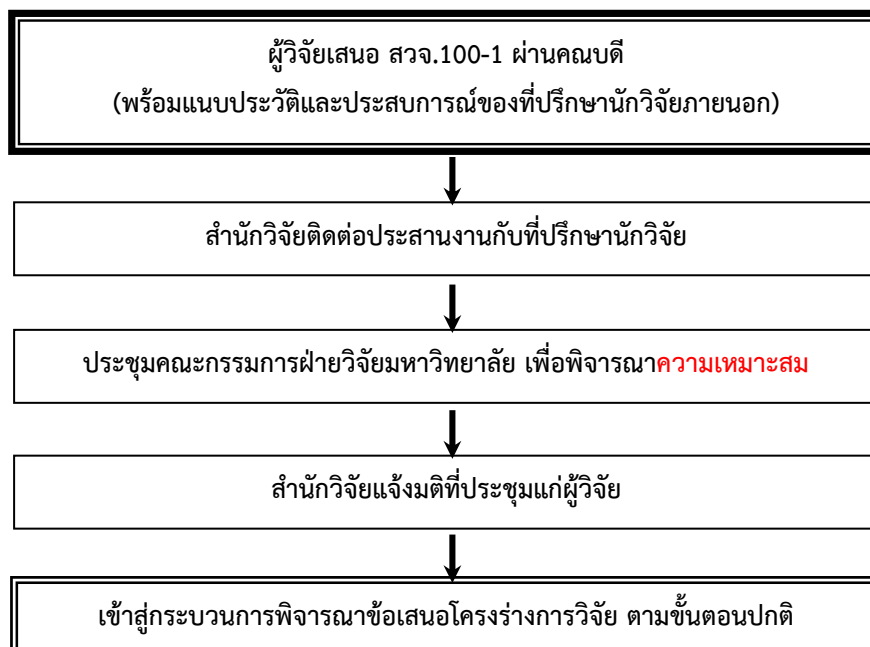 ผู้วิจัยเสนอ สวจ.100-1 ผ่านคณบดี
(พร้อมแนบประวัติและประสบการณ์ของที่ปรึกษานักวิจัยภายนอก)
สำนักวิจัยติดต่อประสานงานกับที่ปรึกษานักวิจัย
ประชุมคณะกรรมการฝ่ายวิจัยมหาวิทยาลัย เพื่อพิจารณาความเหมาะสม
สำนักวิจัยแจ้งมติที่ประชุมแก่ผู้วิจัย
เข้าสู่กระบวนการพิจารณาข้อเสนอโครงร่างการวิจัย ตามขั้นตอนปกติ